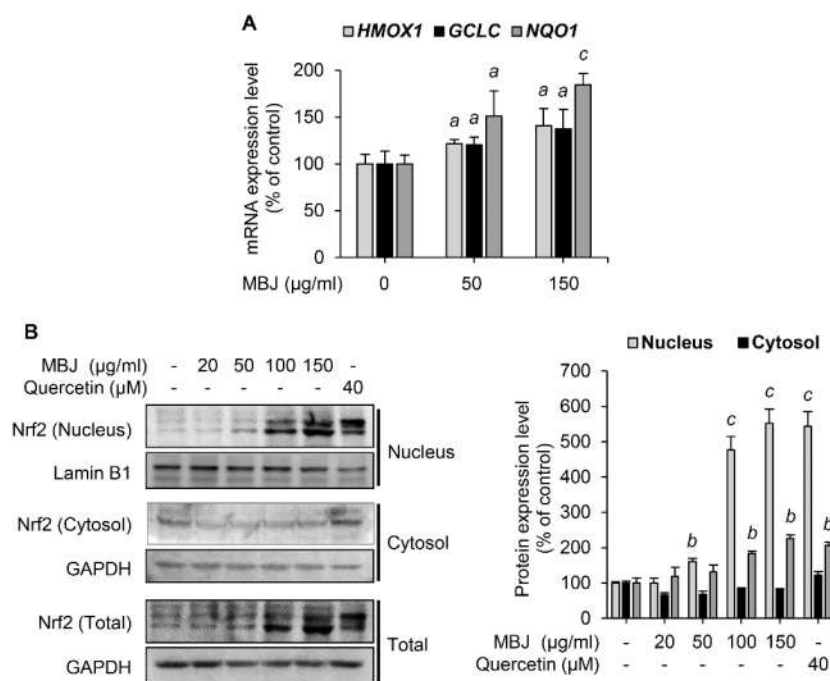 A
HMOX1 GCLC NQO1
mRNA expression level
(% of control)
200
150
100
50
0
a a a
a a c
MBJ (µg/ml) 0 50 150
B
MBJ (µg/ml) - 20 50 100 150 -
Quercetin (µM) - - - - - 40
Nrf2 (Nucleus)
Lamin B1
Nucleus
Nrf2 (Cytosol)
GAPDH
Cytosol
Nrf2 (Total)
GAPDH
Total
Nucleus Cytosol
Protein expression level
(% of control)
700
600
500
400
300
200
100
0
b c b c b c b
MBJ (µg/ml) - 20 50 100 150 -
Quercetin (µM) - - - - - 40